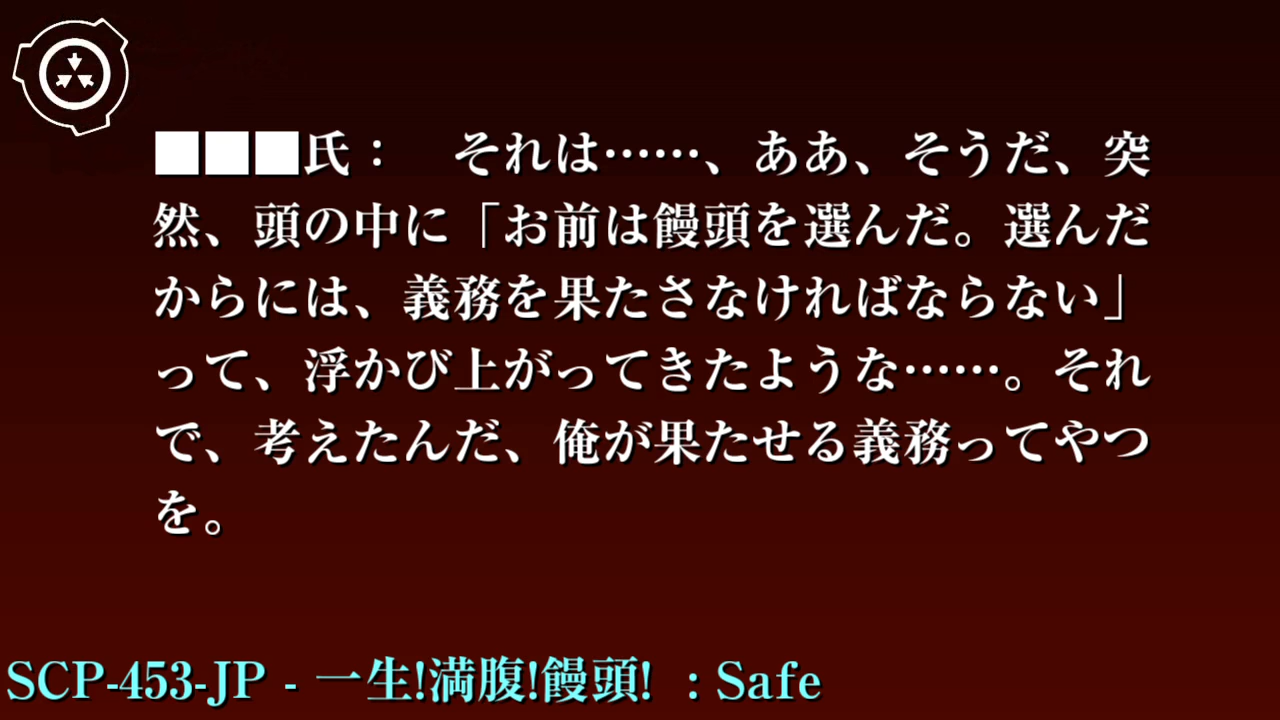 ■■■氏：　それは……、ああ、そうだ、突
然、頭の中に「お前は饅頭を選んだ。選んだ
からには、義務を果たさなければならない」
って、浮かび上がってきたような……。それ
で、考えたんだ、俺が果たせる義務ってやつ
を。
SCP-453-JP - 一生!満腹!饅頭! : Safe